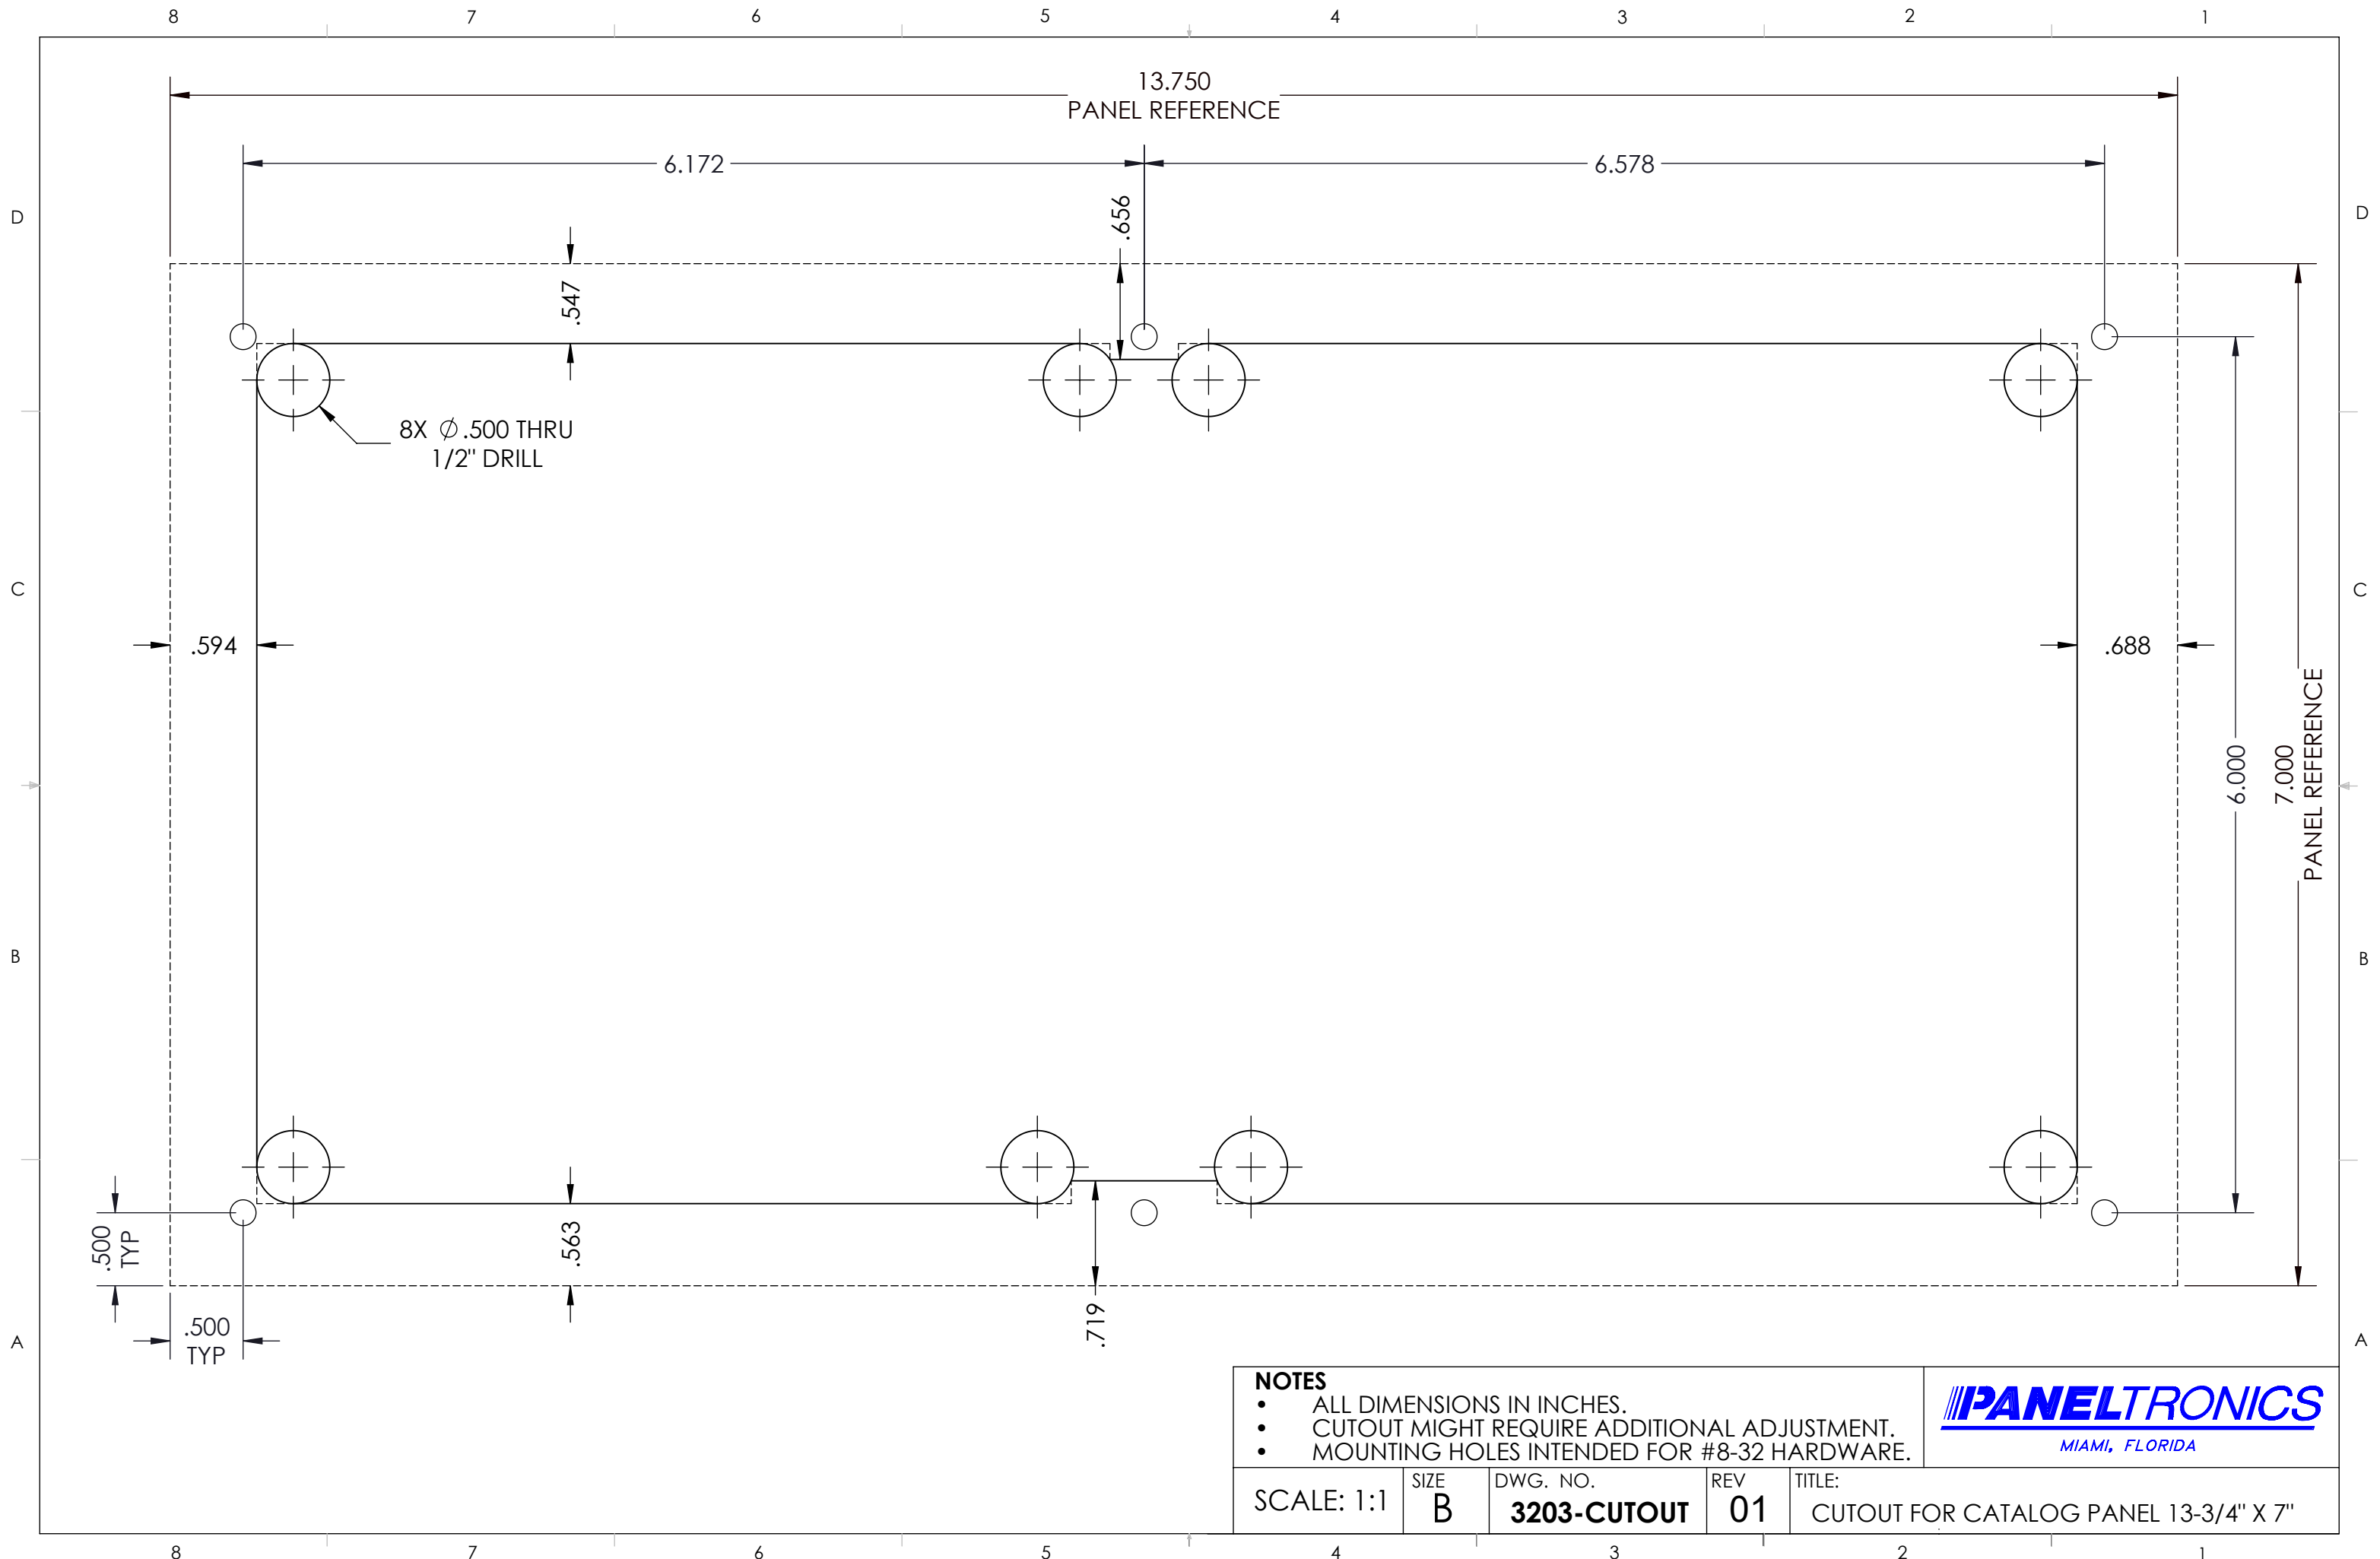 8 7 6 5 4 3 2 1
13.750
PANEL REFERENCE
6.172
6.578
.656
D
D
.547
8X ∅.500 THRU
1/2" DRILL
C
C
.594
.688
6.000
7.000
PANEL REFERENCE
B
B
.500
TYP
.563
.719
.500
TYP
A
A
NOTES
• ALL DIMENSIONS IN INCHES.
• CUTOUT MIGHT REQUIRE ADDITIONAL ADJUSTMENT.
• MOUNTING HOLES INTENDED FOR #8-32 HARDWARE.
PANELTRONICS
MIAMI, FLORIDA
SCALE: 1:1
SIZE
B
DWG. NO.
3203-CUTOUT
REV
01
TITLE:
CUTOUT FOR CATALOG PANEL 13-3/4" X 7"
8 7 6 5 4 3 2 1